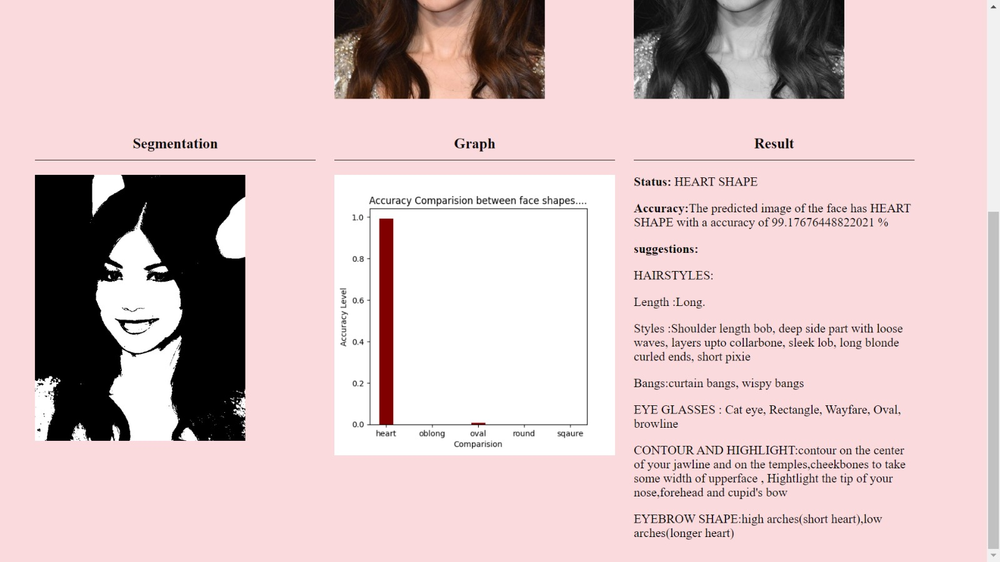 Segmentation
Graph
Result
Accuracy Comparision between face shapes....
1.0
0.8
0.6
0.4
0.2
0.0
Accuracy Level
heart oblong oval round sqaure
Comparision
Status: HEART SHAPE
Accuracy:The predicted image of the face has HEART
SHAPE with a accuracy of 99.17676448822021 %
suggestions:
HAIRSTYLES:
Length :Long.
Styles :Shoulder length bob, deep side part with loose
waves, layers upto collarbone, sleek lob, long blonde
curled ends, short pixie
Bangs:curtain bangs, wispy bangs
EYE GLASSES : Cat eye, Rectangle, Wayfare, Oval,
browline
CONTOUR AND HIGHLIGHT:contour on the center
of your jawline and on the temples,cheekbones to take
some width of upperface , Hightlight the tip of your
nose,forehead and cupid's bow
EYEBROW SHAPE:high arches(short heart),low
arches(longer heart)